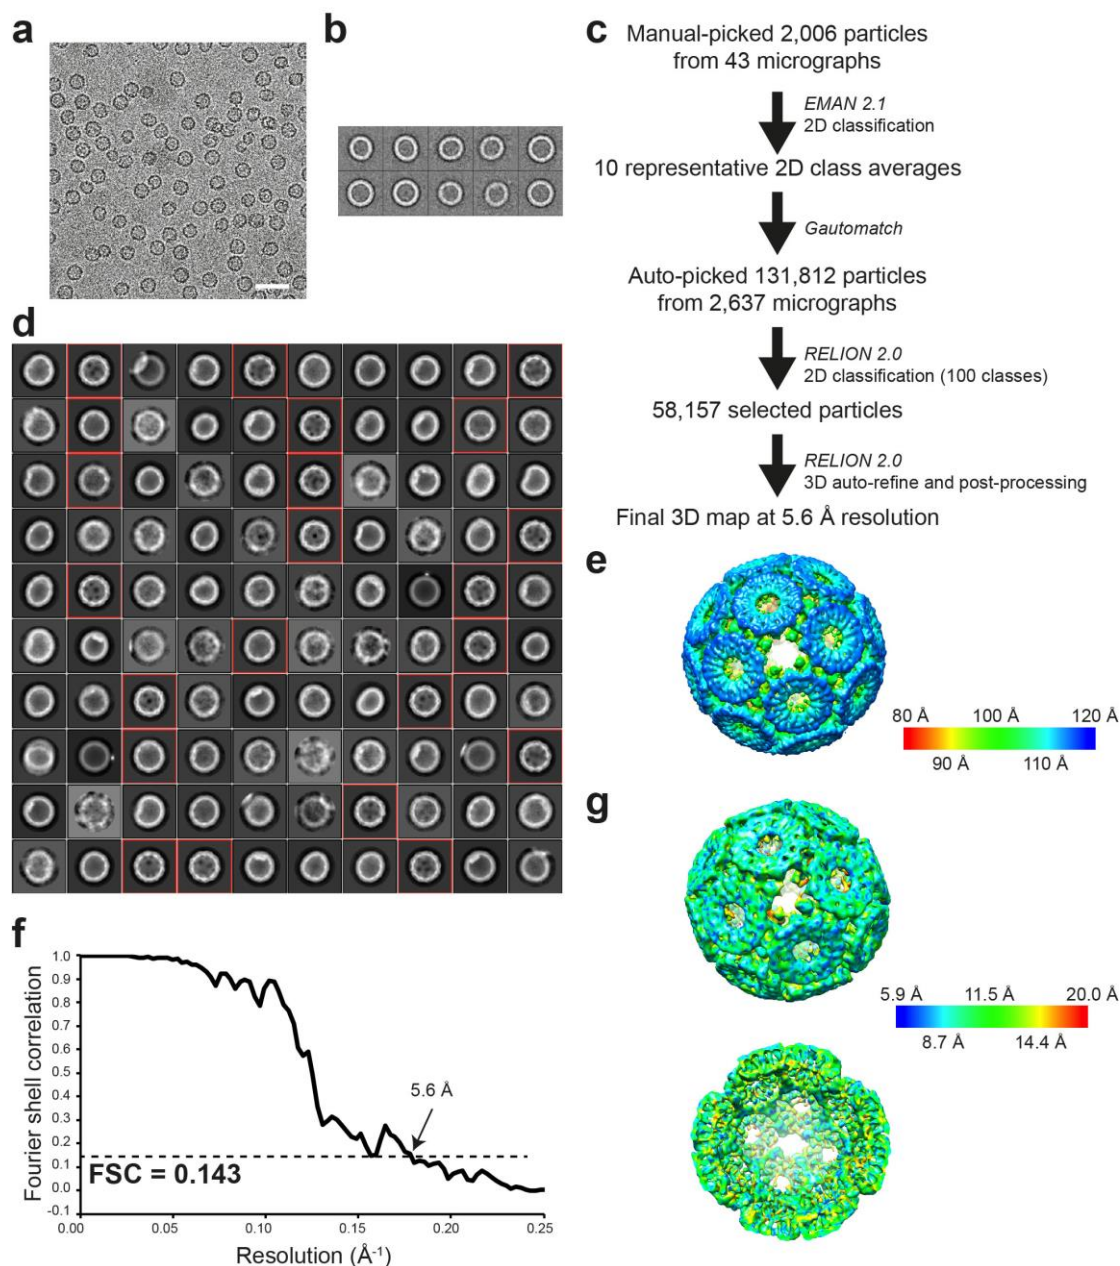 a
b
c
Manual-picked 2,006 particles
from 43 micrographs
EMAN 2.1
2D classification
10 representative 2D class averages
Gautomatch
Auto-picked 131,812 particles
from 2,637 micrographs
RELION 2.0
2D classification (100 classes)
58,157 selected particles
RELION 2.0
3D auto-refine and post-processing
Final 3D map at 5.6 Å resolution
d
e
80 Å 100 Å 120 Å
90 Å 110 Å
g
5.9 Å 11.5 Å 20.0 Å
8.7 Å 14.4 Å
f
Fourier shell correlation
1.0
0.9
0.8
0.7
0.6
0.5
0.4
0.3
0.2
0.1
0.0
-0.1
5.6 Å
FSC = 0.143
0.00 0.05 0.10 0.15 0.20 0.25
Resolution (Å⁻¹)